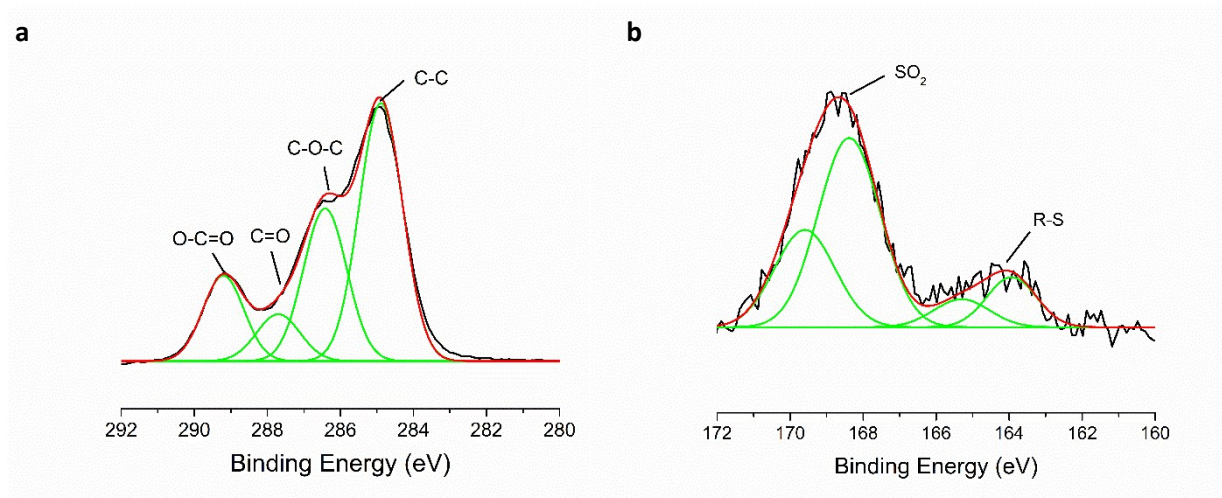 a
C-C
C-O-C
O-C=O
C=O
292 290 288 286 284 282 280
Binding Energy (eV)
b
SO₂
R-S
172 170 168 166 164 162 160
Binding Energy (eV)